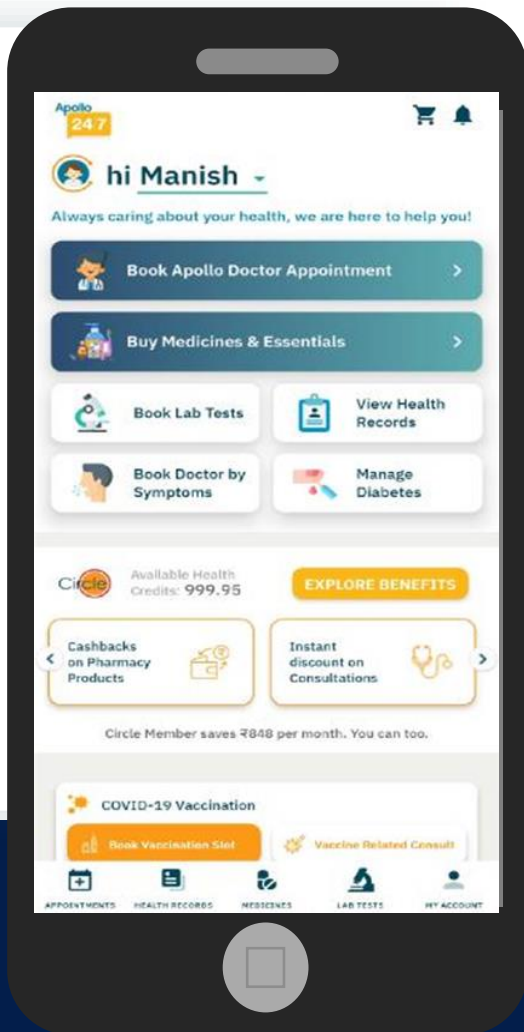 Apollo
24|7
hi Manish
Always caring about your health, we are here to help you!
Book Apollo Doctor Appointment
Buy Medicines & Essentials
Book Lab Tests
View Health
Records
Book Doctor by
Symptoms
Manage
Diabetes
Circle
Available Health
Credits: 999.95
EXPLORE BENEFITS
Cashbacks
on Pharmacy
Products
Instant
discount on
Consultations
Circle Member saves ₹848 per month. You can too.
COVID-19 Vaccination
Book Vaccination Slot
Vaccine Related Consult
APPOINTMENTS
HEALTH RECORDS
MEDICINES
LAB TESTS
MY ACCOUNT